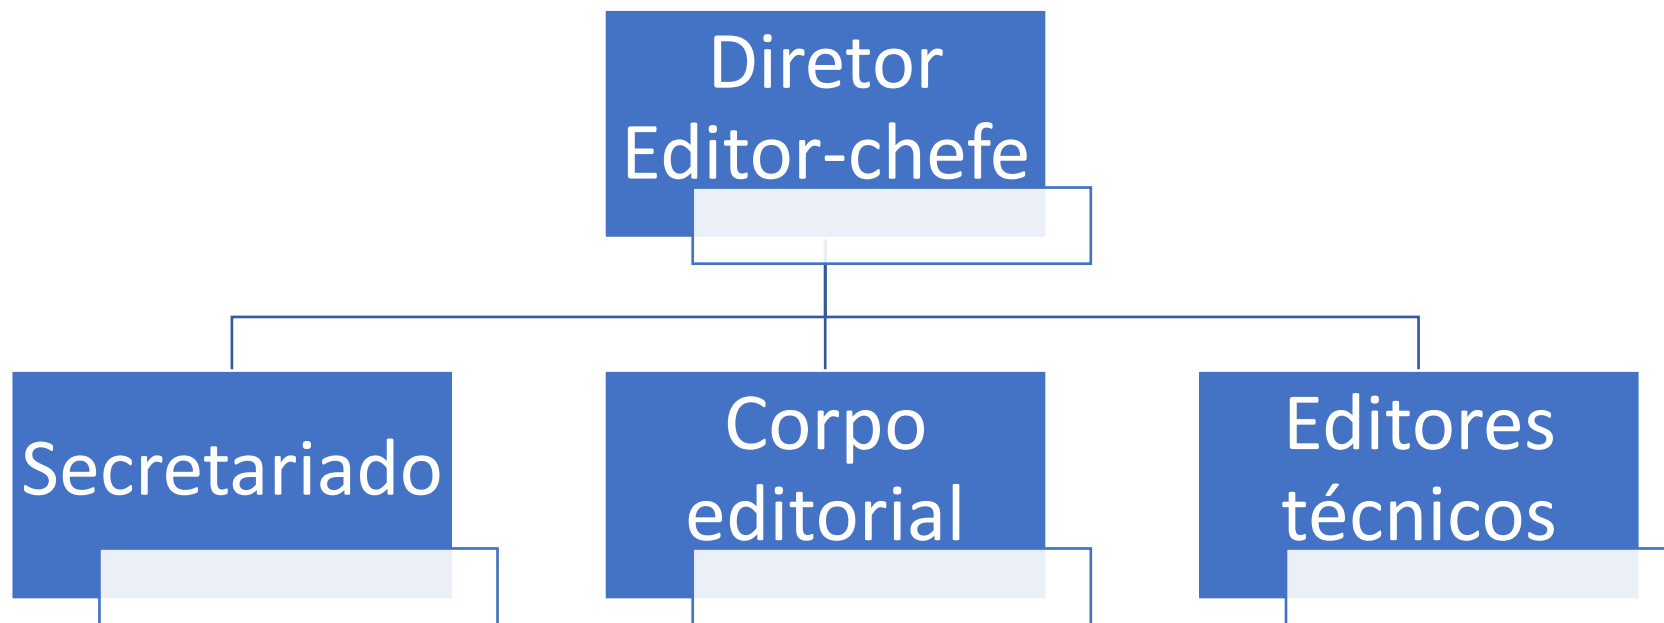 Diretor
Editor-chefe
Secretariado
Corpo
editorial
Editores
técnicos